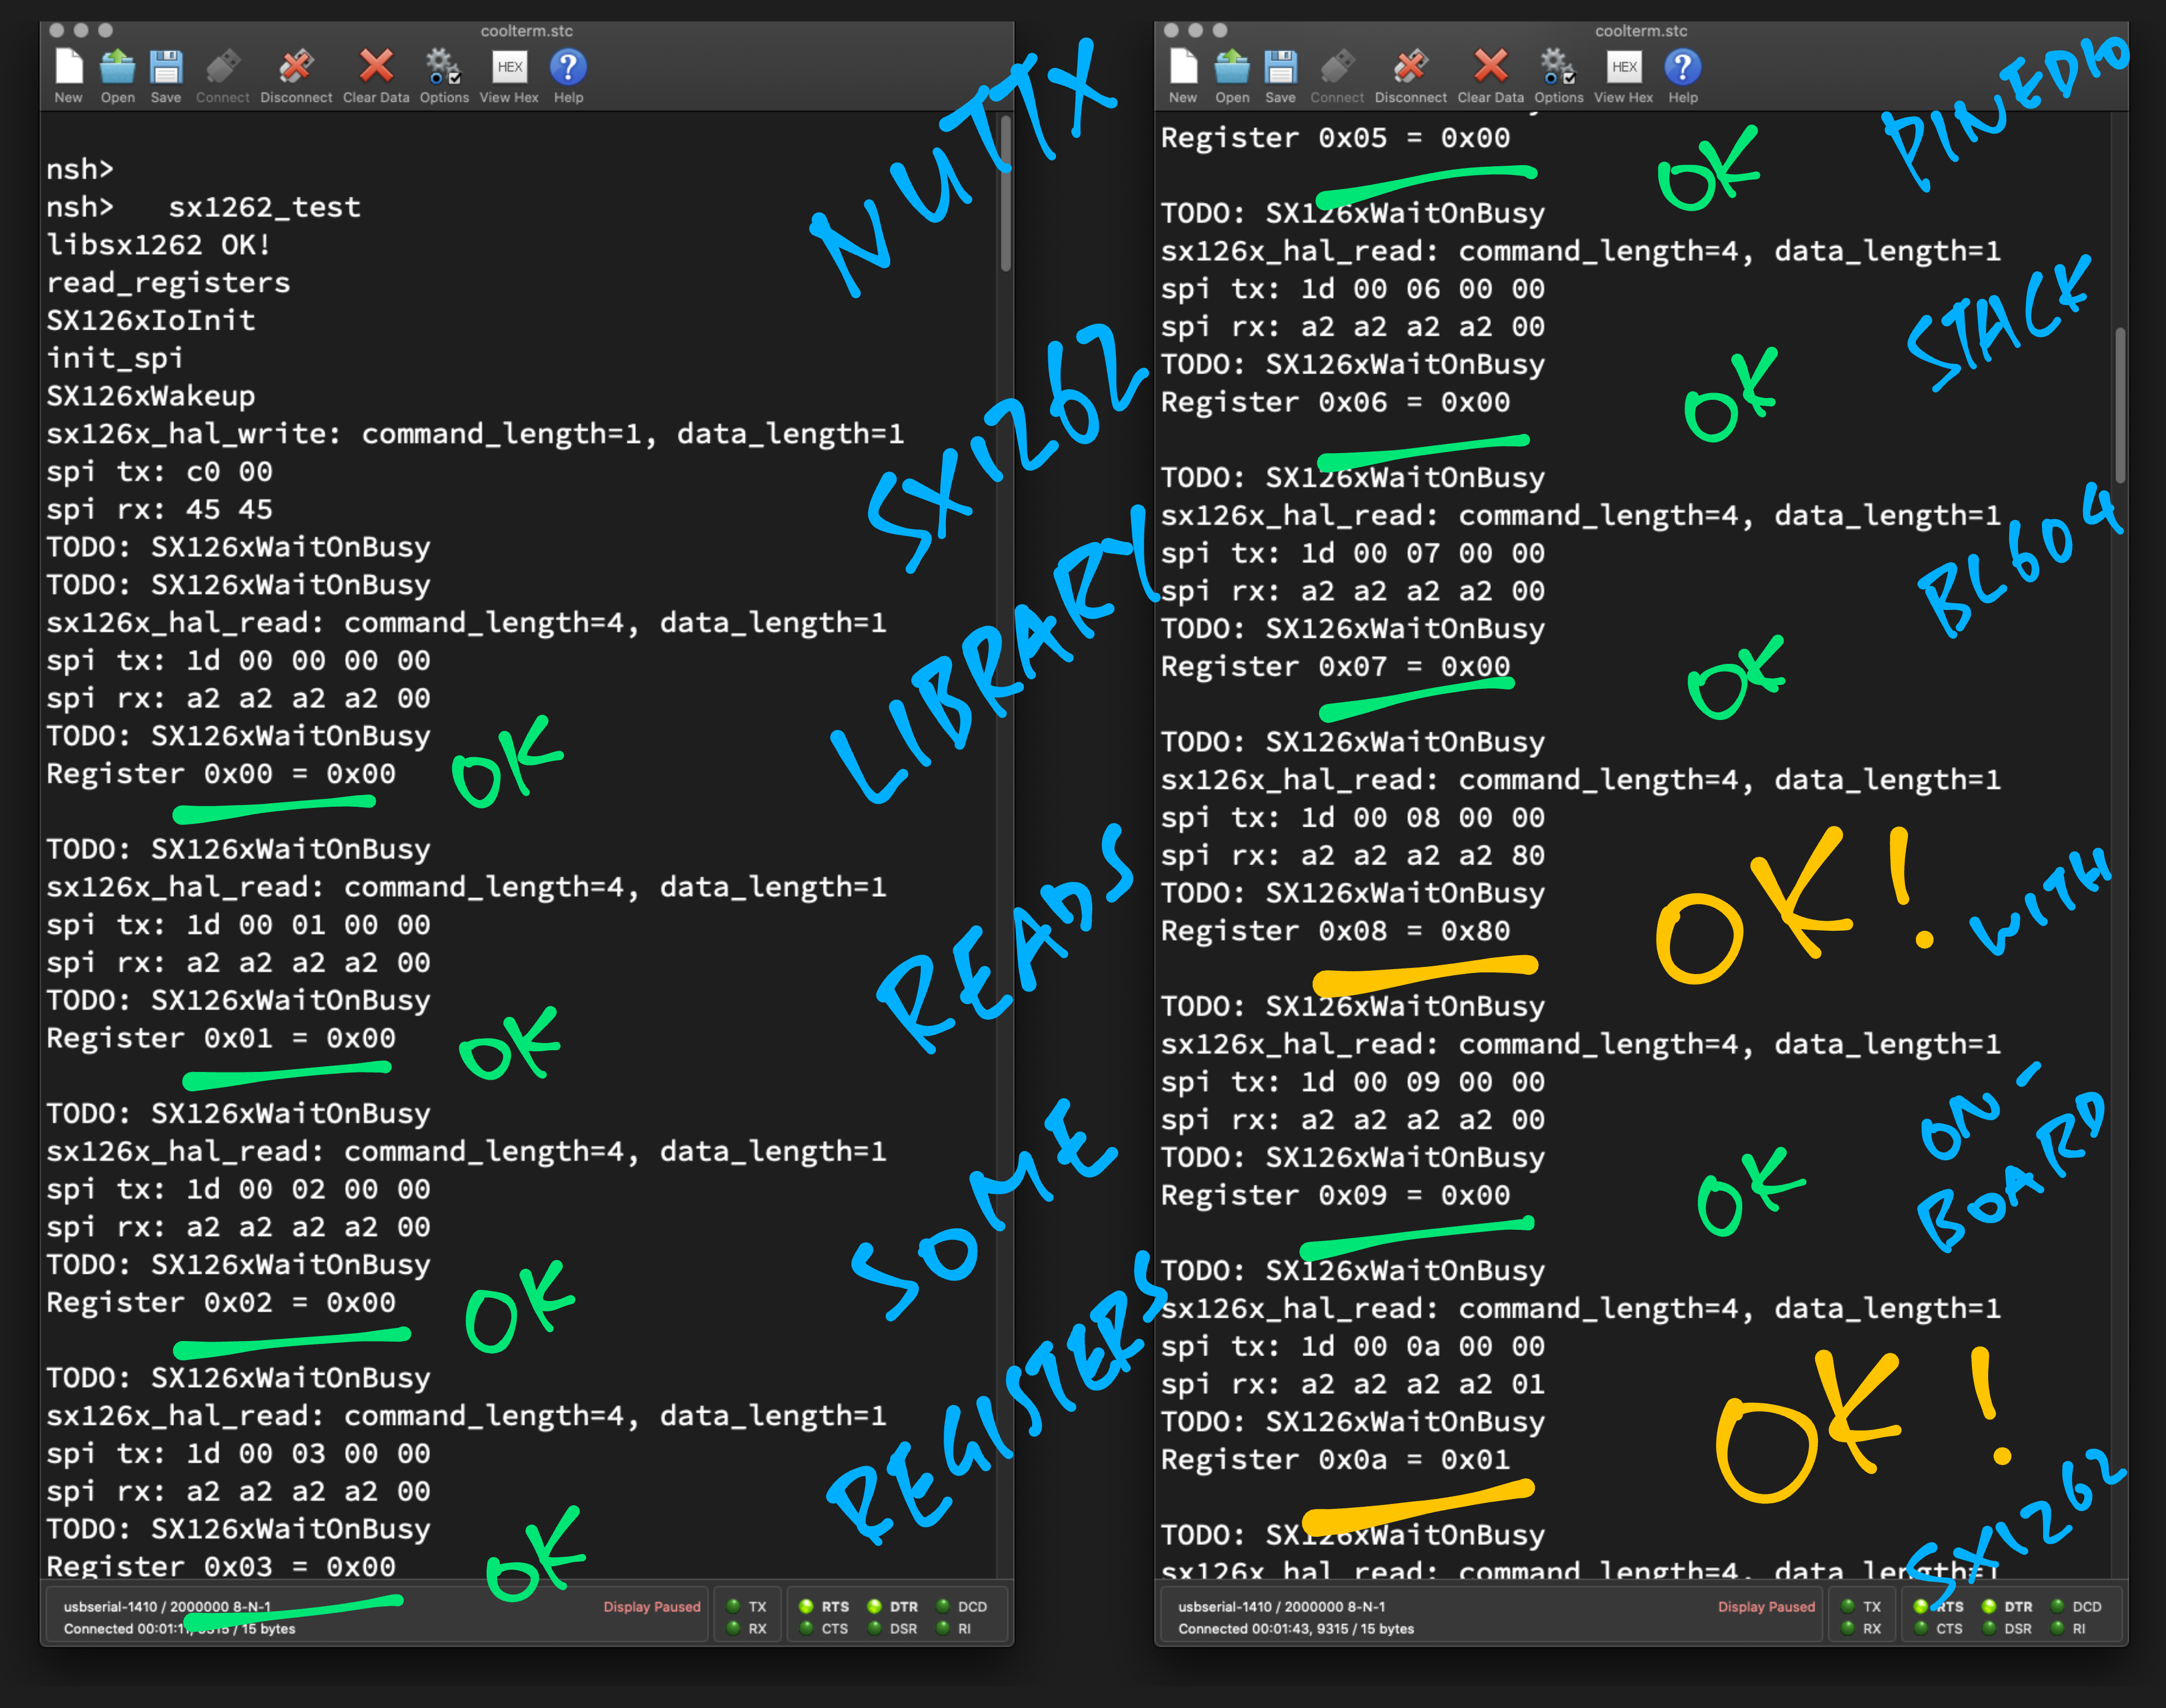 coolterm.stc
New Open Save Connect Disconnect Clear Data Options HEX View Hex ? Help
nsh>
nsh>   sx1262_test
libsx1262 OK!
read_registers
SX126xIoInit
init_spi
SX126xWakeup
sx126x_hal_write: command_length=1, data_length=1
spi tx: c0 00
spi rx: 45 45
TODO: SX126xWaitOnBusy
TODO: SX126xWaitOnBusy
sx126x_hal_read: command_length=4, data_length=1
spi tx: 1d 00 00 00 00
spi rx: a2 a2 a2 a2 00
TODO: SX126xWaitOnBusy
Register 0x00 = 0x00
OK
TODO: SX126xWaitOnBusy
sx126x_hal_read: command_length=4, data_length=1
spi tx: 1d 00 01 00 00
spi rx: a2 a2 a2 a2 00
TODO: SX126xWaitOnBusy
Register 0x01 = 0x00
OK
TODO: SX126xWaitOnBusy
sx126x_hal_read: command_length=4, data_length=1
spi tx: 1d 00 02 00 00
spi rx: a2 a2 a2 a2 00
TODO: SX126xWaitOnBusy
Register 0x02 = 0x00
OK
TODO: SX126xWaitOnBusy
sx126x_hal_read: command_length=4, data_length=1
spi tx: 1d 00 03 00 00
spi rx: a2 a2 a2 a2 00
TODO: SX126xWaitOnBusy
Register 0x03 = 0x00
OK
usbserial-1410 / 2000000 8-N-1
Connected 00:01:11, 9315 / 15 bytes
Display Paused
TX RTS DTR DCD
RX CTS DSR RI
NUTTX
SX1262
LIBRARY
READS
SOME
REGISTERS
coolterm.stc
New Open Save Connect Disconnect Clear Data Options HEX View Hex ? Help
Register 0x05 = 0x00
OK
TODO: SX126xWaitOnBusy
sx126x_hal_read: command_length=4, data_length=1
spi tx: 1d 00 06 00 00
spi rx: a2 a2 a2 a2 00
TODO: SX126xWaitOnBusy
Register 0x06 = 0x00
OK
TODO: SX126xWaitOnBusy
sx126x_hal_read: command_length=4, data_length=1
spi tx: 1d 00 07 00 00
spi rx: a2 a2 a2 a2 00
TODO: SX126xWaitOnBusy
Register 0x07 = 0x00
OK
TODO: SX126xWaitOnBusy
sx126x_hal_read: command_length=4, data_length=1
spi tx: 1d 00 08 00 00
spi rx: a2 a2 a2 a2 80
TODO: SX126xWaitOnBusy
Register 0x08 = 0x80
OK!
TODO: SX126xWaitOnBusy
sx126x_hal_read: command_length=4, data_length=1
spi tx: 1d 00 09 00 00
spi rx: a2 a2 a2 a2 00
TODO: SX126xWaitOnBusy
Register 0x09 = 0x00
OK
TODO: SX126xWaitOnBusy
sx126x_hal_read: command_length=4, data_length=1
spi tx: 1d 00 0a 00 00
spi rx: a2 a2 a2 a2 01
TODO: SX126xWaitOnBusy
Register 0x0a = 0x01
OK!
TODO: SX126xWaitOnBusy
sx126x_hal_read: command_length=4, data_length=1
usbserial-1410 / 2000000 8-N-1
Connected 00:01:43, 9315 / 15 bytes
Display Paused
TX RTS DTR DCD
RX CTS DSR RI
PINEDIO
STACK
BL604
WITH
ON-
BOARD
SX1262